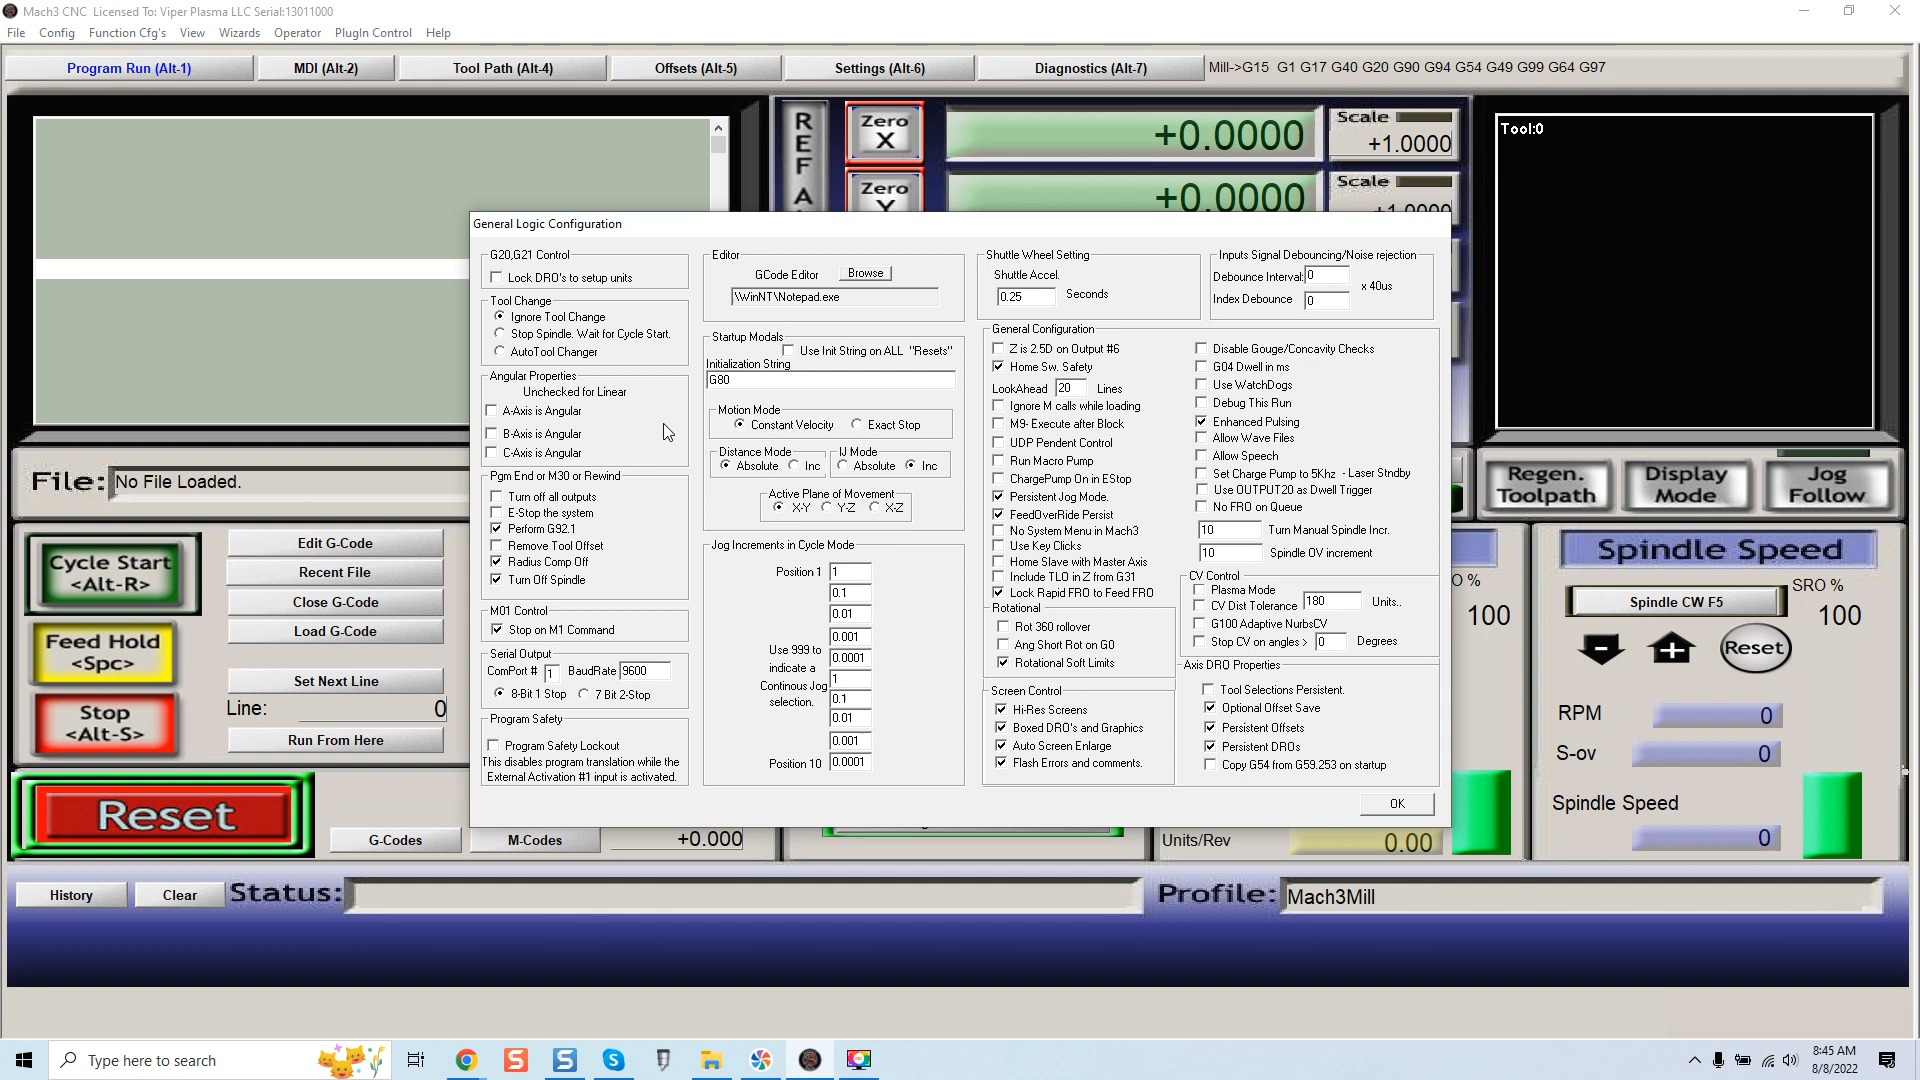 Mach3 CNC Licensed To: Viper Plasma LLC Serial:13011000
File Config Function Cfg's View Wizards Operator PlugIn Control Help
Program Run (Alt-1) MDI (Alt-2) Tool Path (Alt-4) Offsets (Alt-5) Settings (Alt-6) Diagnostics (Alt-7) Mill->G15 G1 G17 G40 G20 G90 G94 G54 G49 G99 G64 G97
REF A
Zero X +0.0000 Scale +1.0000
Zero Y +0.0000 Scale +1.0000
Tool:0
General Logic Configuration
G20,G21 Control
Lock DRO's to setup units
Tool Change
Ignore Tool Change
Stop Spindle. Wait for Cycle Start.
AutoTool Changer
Angular Properties
Unchecked for Linear
A-Axis is Angular
B-Axis is Angular
C-Axis is Angular
Pgm End or M30 or Rewind
Turn off all outputs
E-Stop the system
Perform G92.1
Remove Tool Offset
Radius Comp Off
Turn Off Spindle
M01 Control
Stop on M1 Command
Serial Output
ComPort # 1 BaudRate 9600
8-Bit 1 Stop 7 Bit 2-Stop
Program Safety
Program Safety Lockout
This disables program translation while the
External Activation #1 input is activated.
Editor
GCode Editor Browse
\WinNT\Notepad.exe
Startup Modals
Use Init String on ALL "Resets"
Initialization String
G80
Motion Mode
Constant Velocity Exact Stop
Distance Mode
Absolute Inc
IJ Mode
Absolute Inc
Active Plane of Movement
X-Y Y-Z X-Z
Jog Increments in Cycle Mode
Position 1 1
0.1
0.01
0.001
0.0001
1
0.1
0.01
0.001
Position 10 0.0001
Use 999 to
indicate a
Continous Jog
selection.
Shuttle Wheel Setting
Shuttle Accel.
0.25 Seconds
Inputs Signal Debouncing/Noise rejection
Debounce Interval: 0
x 40us
Index Debounce 0
General Configuration
Z is 2.5D on Output #6
Home Sw. Safety
LookAhead 20 Lines
Ignore M calls while loading
M9- Execute after Block
UDP Pendent Control
Run Macro Pump
ChargePump On in EStop
Persistent Jog Mode.
FeedOverRide Persist
No System Menu in Mach3
Use Key Clicks
Home Slave with Master Axis
Include TLO in Z from G31
Lock Rapid FRO to Feed FRO
Disable Gouge/Concavity Checks
G04 Dwell in ms
Use WatchDogs
Debug This Run
Enhanced Pulsing
Allow Wave Files
Allow Speech
Set Charge Pump to 5Khz - Laser Stndby
Use OUTPUT20 as Dwell Trigger
No FRO on Queue
10 Turn Manual Spindle Incr.
10 Spindle OV increment
CV Control
Plasma Mode
CV Dist Tolerance 180 Units..
G100 Adaptive NurbsCV
Stop CV on angles > 0 Degrees
Rotational
Rot 360 rollover
Ang Short Rot on G0
Rotational Soft Limits
Screen Control
Hi-Res Screens
Boxed DRO's and Graphics
Auto Screen Enlarge
Flash Errors and comments.
Axis DRO Properties
Tool Selections Persistent.
Optional Offset Save
Persistent Offsets
Persistent DROs
Copy G54 from G59.253 on startup
OK
File: No File Loaded.
Cycle Start
<Alt-R>
Feed Hold
<Spc>
Stop
<Alt-S>
Edit G-Code
Recent File
Close G-Code
Load G-Code
Set Next Line
Line: 0
Run From Here
Reset
G-Codes M-Codes +0.000
Units/Rev 0.00
Regen. Toolpath
Display Mode
Jog Follow
O %
100
Spindle Speed
Spindle CW F5
SRO %
100
Reset
RPM 0
S-ov 0
Spindle Speed
0
History Clear Status: Profile: Mach3Mill
Type here to search
8:45 AM
8/8/2022